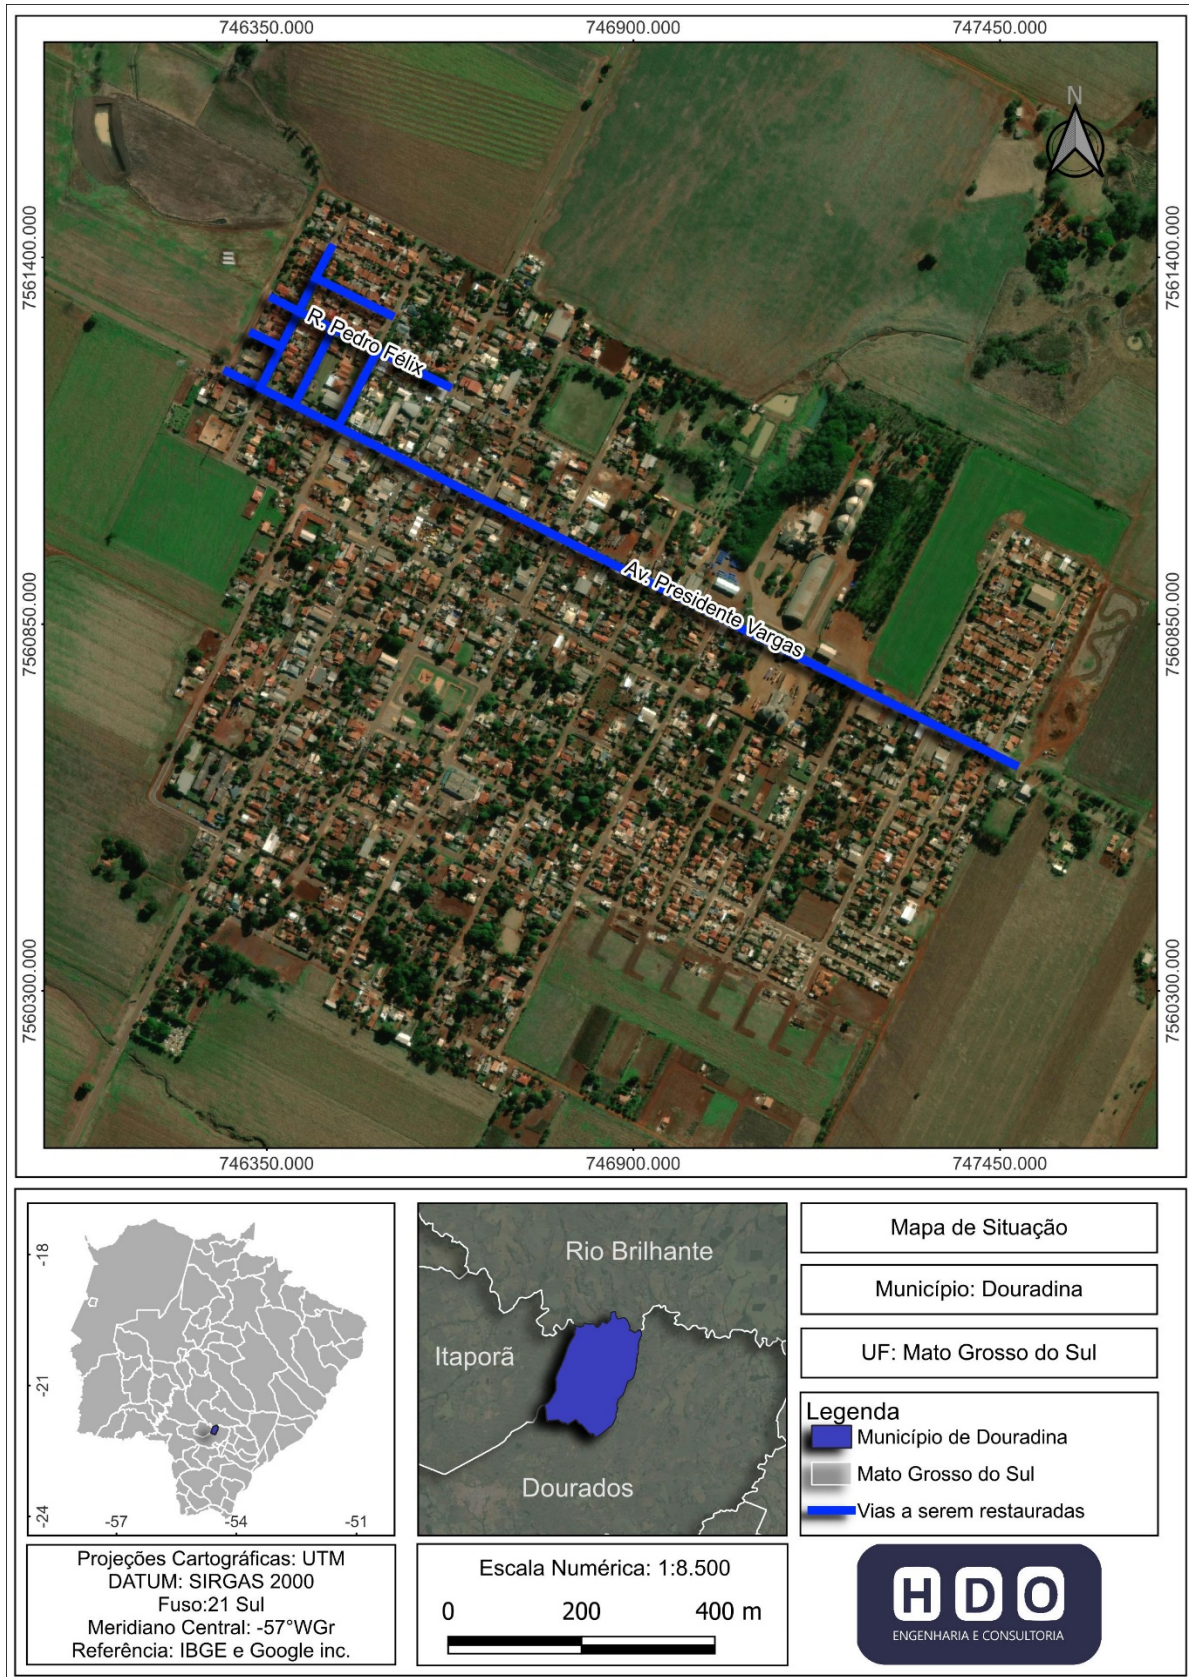 746350.000
746900.000
747450.000
N
7561400.000
7561400.000
R. Pedro Félix
Av. Presidente Vargas
7560850.000
7560850.000
7560300.000
7560300.000
746350.000
746900.000
747450.000
-18
-21
-24
-57
-54
-51
Rio Brilhante
Itaporã
Dourados
Mapa de Situação
Município: Douradina
UF: Mato Grosso do Sul
Legenda
Município de Douradina
Mato Grosso do Sul
Vias a serem restauradas
Projeções Cartográficas: UTM
DATUM: SIRGAS 2000
Fuso:21 Sul
Meridiano Central: -57°WGr
Referência: IBGE e Google inc.
Escala Numérica: 1:8.500
0 200 400 m
HDO
ENGENHARIA E CONSULTORIA